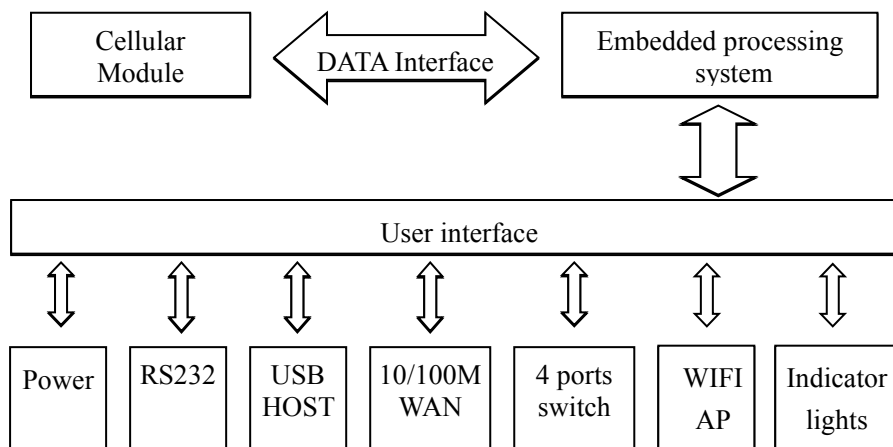 Cellular
Module
DATA Interface
Embedded processing
system
User interface
Power
RS232
USB
HOST
10/100M
WAN
4 ports
switch
WIFI
AP
Indicator
lights